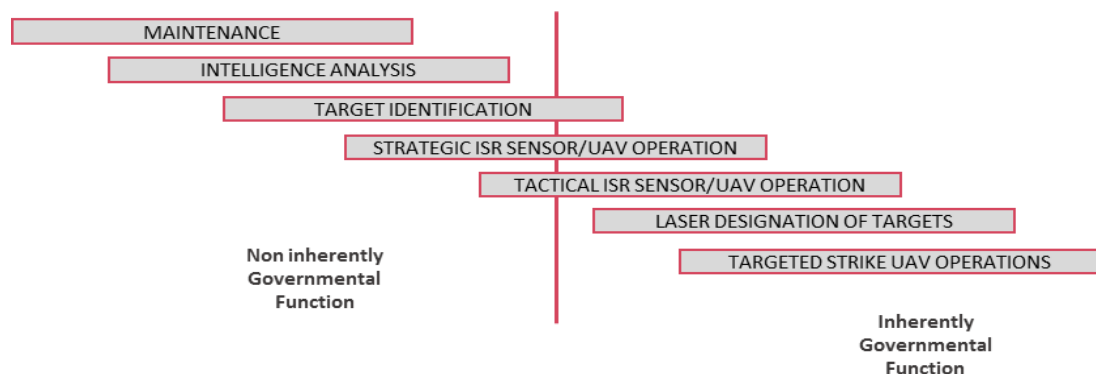 MAINTENANCE
INTELLIGENCE ANALYSIS
TARGET IDENTIFICATION
STRATEGIC ISR SENSOR/UAV OPERATION
TACTICAL ISR SENSOR/UAV OPERATION
LASER DESIGNATION OF TARGETS
TARGETED STRIKE UAV OPERATIONS
Non inherently
Governmental
Function
Inherently
Governmental
Function